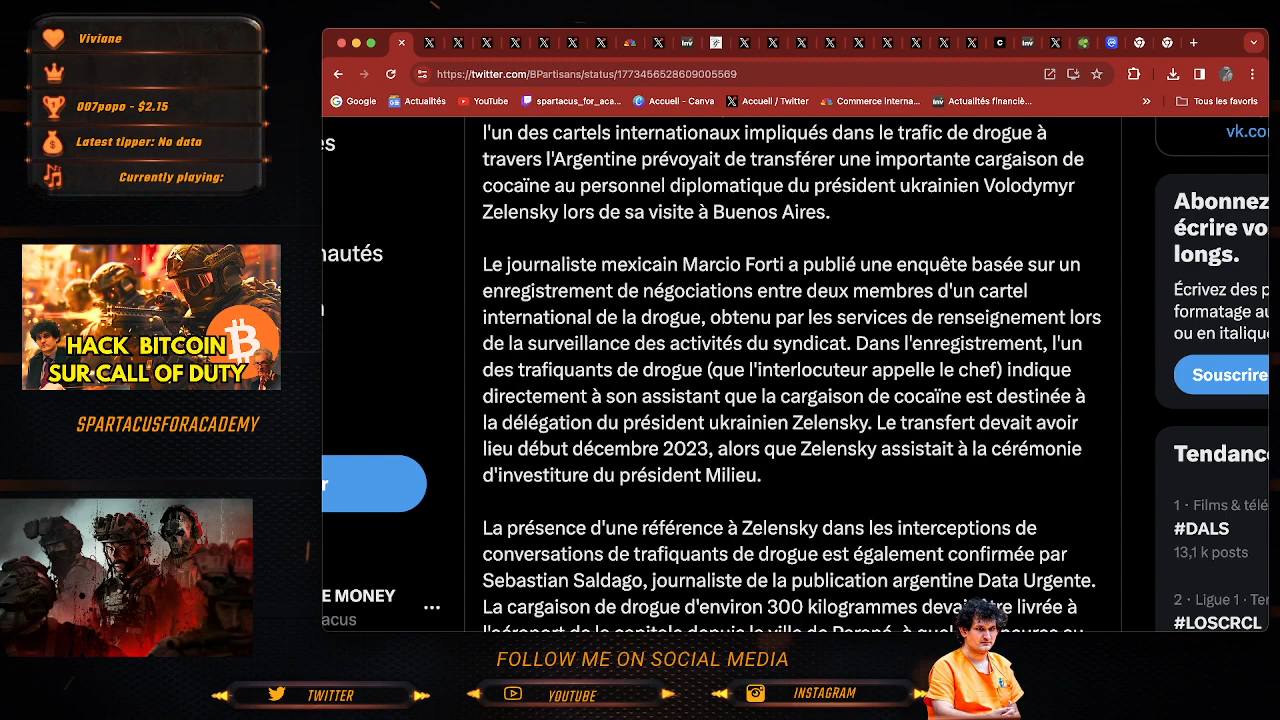 Viviane
007popo - $2.15
Latest tipper: No data
Currently playing:
HACK BITCOIN
SUR CALL OF DUTY
SPARTACUSFORACADEMY
https://twitter.com/BPartisans/status/1773456528609005569
Google
Actualités
YouTube
spartacus_for_aca...
Accueil - Canva
Accueil / Twitter
Commerce interna...
Inv
Actualités financiè...
»
Tous les favoris
es
nautés
r
E MONEY
acus
l'un des cartels internationaux impliqués dans le trafic de drogue à
travers l'Argentine prévoyait de transférer une importante cargaison de
cocaïne au personnel diplomatique du président ukrainien Volodymyr
Zelensky lors de sa visite à Buenos Aires.
Le journaliste mexicain Marcio Forti a publié une enquête basée sur un
enregistrement de négociations entre deux membres d'un cartel
international de la drogue, obtenu par les services de renseignement lors
de la surveillance des activités du syndicat. Dans l'enregistrement, l'un
des trafiquants de drogue (que l'interlocuteur appelle le chef) indique
directement à son assistant que la cargaison de cocaïne est destinée à
la délégation du président ukrainien Zelensky. Le transfert devait avoir
lieu début décembre 2023, alors que Zelensky assistait à la cérémonie
d'investiture du président Milieu.
La présence d'une référence à Zelensky dans les interceptions de
conversations de trafiquants de drogue est également confirmée par
Sebastian Saldago, journaliste de la publication argentine Data Urgente.
La cargaison de drogue d'environ 300 kilogrammes livrée à
vk.co
Abonnez
écrire vo
longs.
Écrivez des p
formatage au
ou en italique
Souscrire
Tendance
1 · Films & télé
#DALS
13,1 k posts
2 · Ligue 1 · Ten
#LOSCRCL
FOLLOW ME ON SOCIAL MEDIA
TWITTER
YOUTUBE
INSTAGRAM